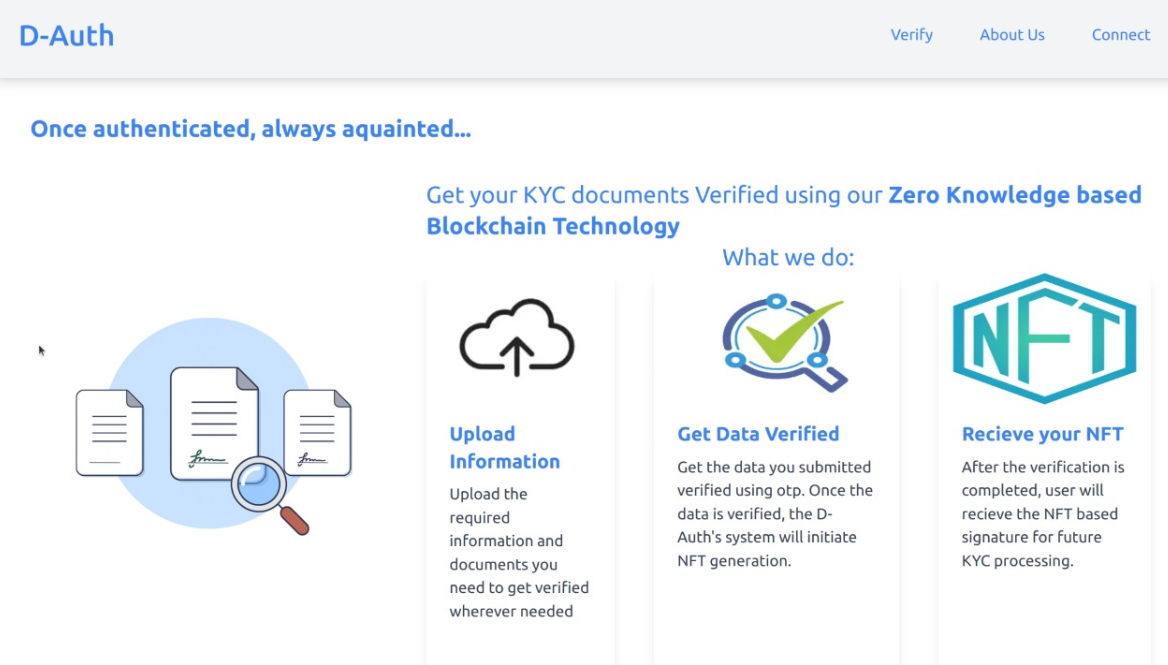 D-Auth
Verify
About Us
Connect
Once authenticated, always aquainted...
Get your KYC documents Verified using our Zero Knowledge based
Blockchain Technology
What we do:
NFT
Upload
Information
Upload the
required
information and
documents you
need to get verified
wherever needed
Get Data Verified
Get the data you submitted
verified using otp. Once the
data is verified, the D-
Auth's system will initiate
NFT generation.
Recieve your NFT
After the verification is
completed, user will
recieve the NFT based
signature for future
KYC processing.